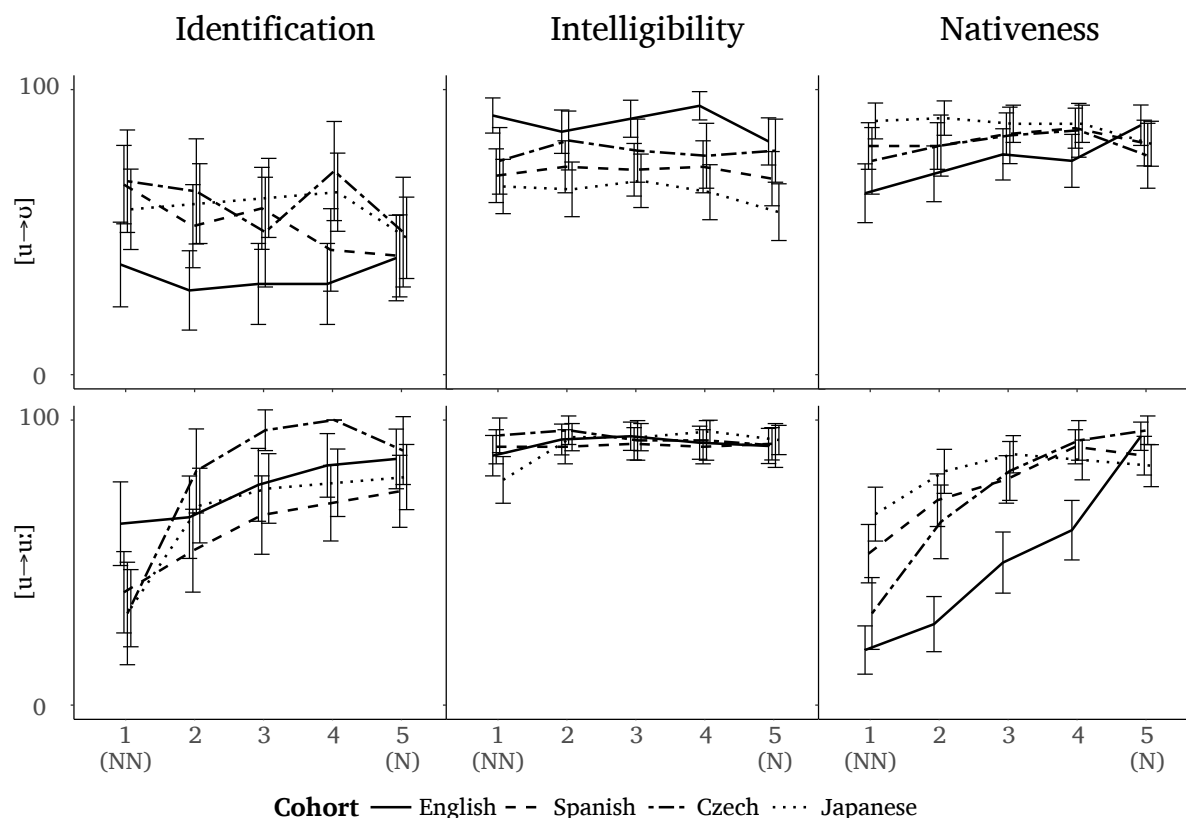 Identification Intelligibility Nativeness
100
[u→ʊ]
0
100
[u→uː]
0
1 2 3 4 5 1 2 3 4 5 1 2 3 4 5
(NN) (N) (NN) (N) (NN) (N)
Cohort English Spanish Czech Japanese